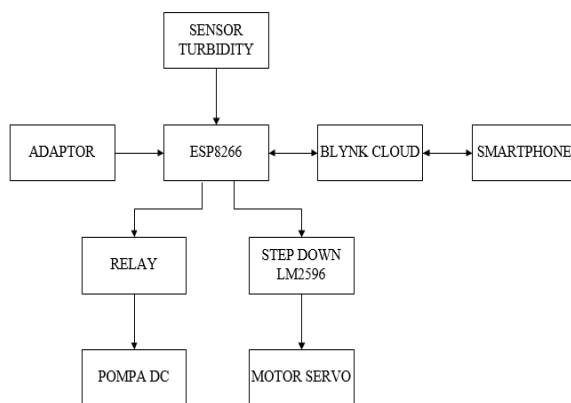 SENSOR
TURBIDITY
ADAPTOR
ESP8266
BLYNK CLOUD
SMARTPHONE
RELAY
STEP DOWN
LM2596
POMPA DC
MOTOR SERVO